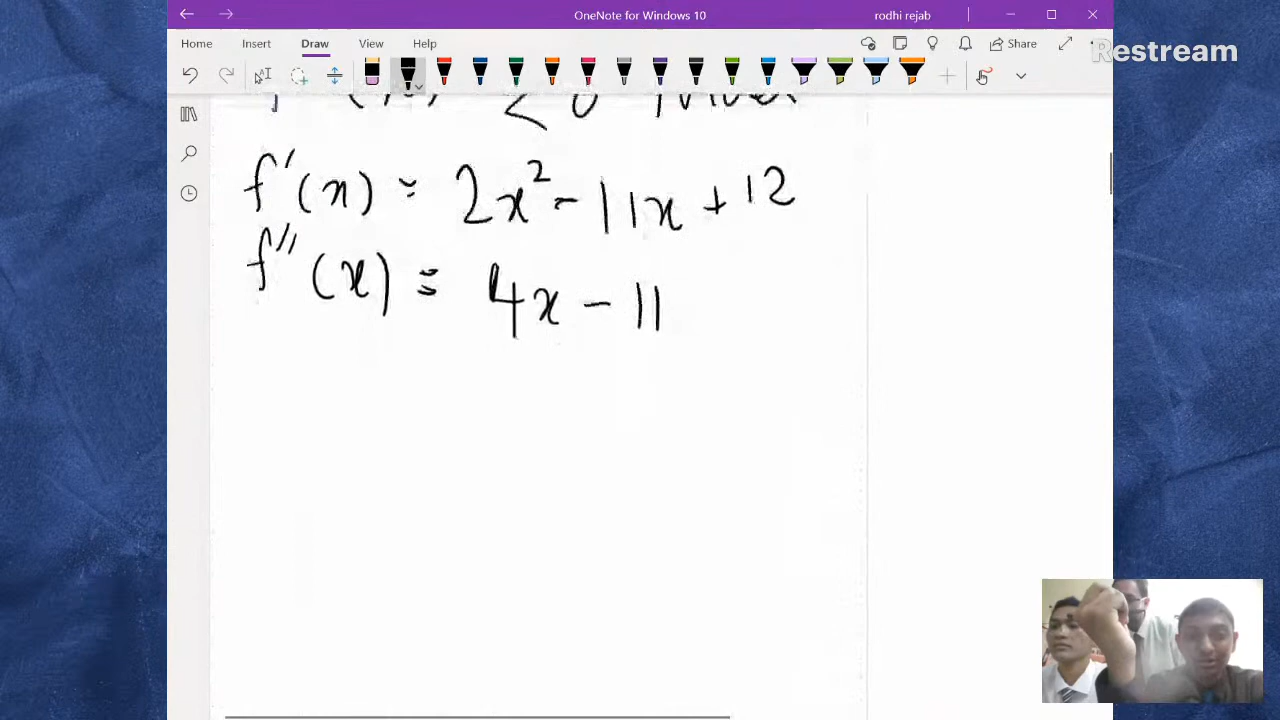 OneNote for Windows 10
rodhi rejab
Home Insert Draw View Help
Share
Restream
f'(x) = 2x² - 11x + 12
f''(x) = 4x - 11